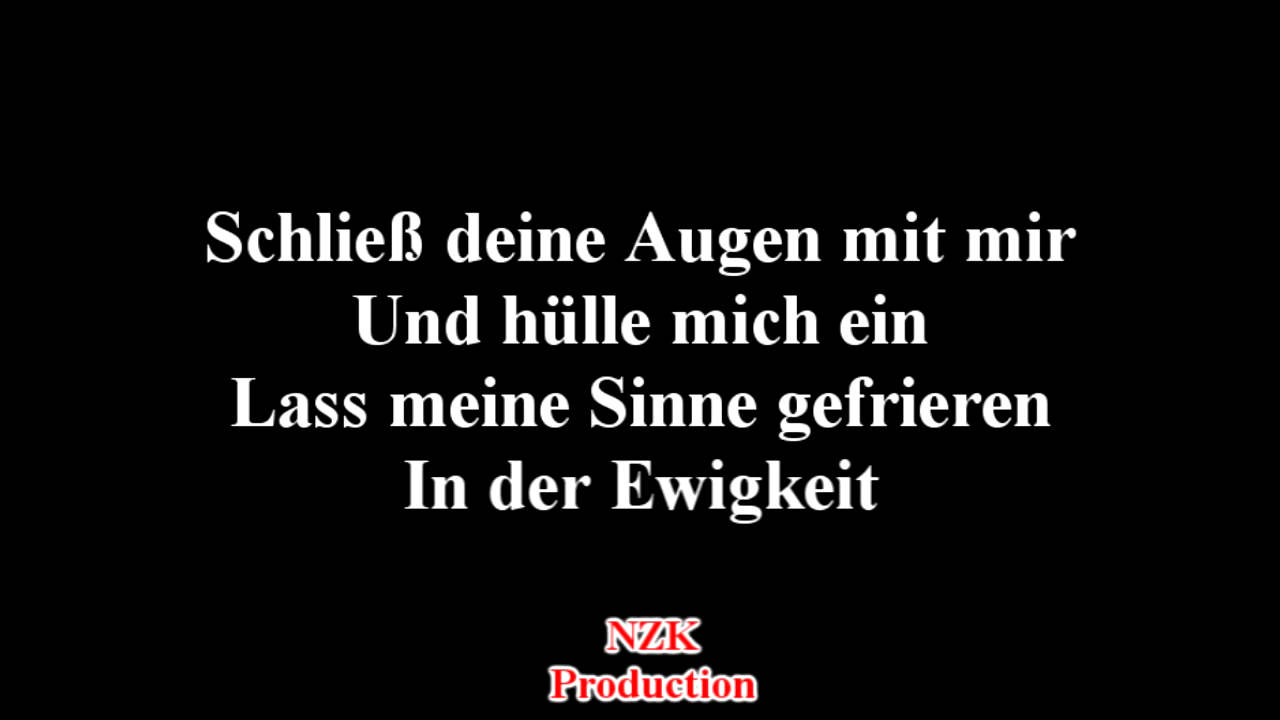 Schließ deine Augen mit mir
Und hülle mich ein
Lass meine Sinne gefrieren
In der Ewigkeit
NZK
Production